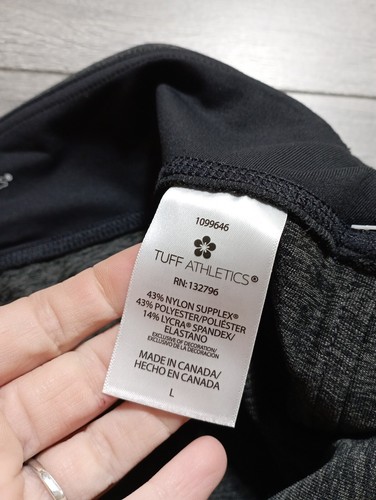 1099646
TUFF ATHLETICS®
RN: 132796
43% NYLON SUPPLEX®
43% POLYESTER/POLIÉSTER
14% LYCRA® SPANDEX/
ELASTANO
EXCLUSIVE OF DECORATION/
EXCLUSIVO DE LA DECORACIÓN
MADE IN CANADA/
HECHO EN CANADA
L